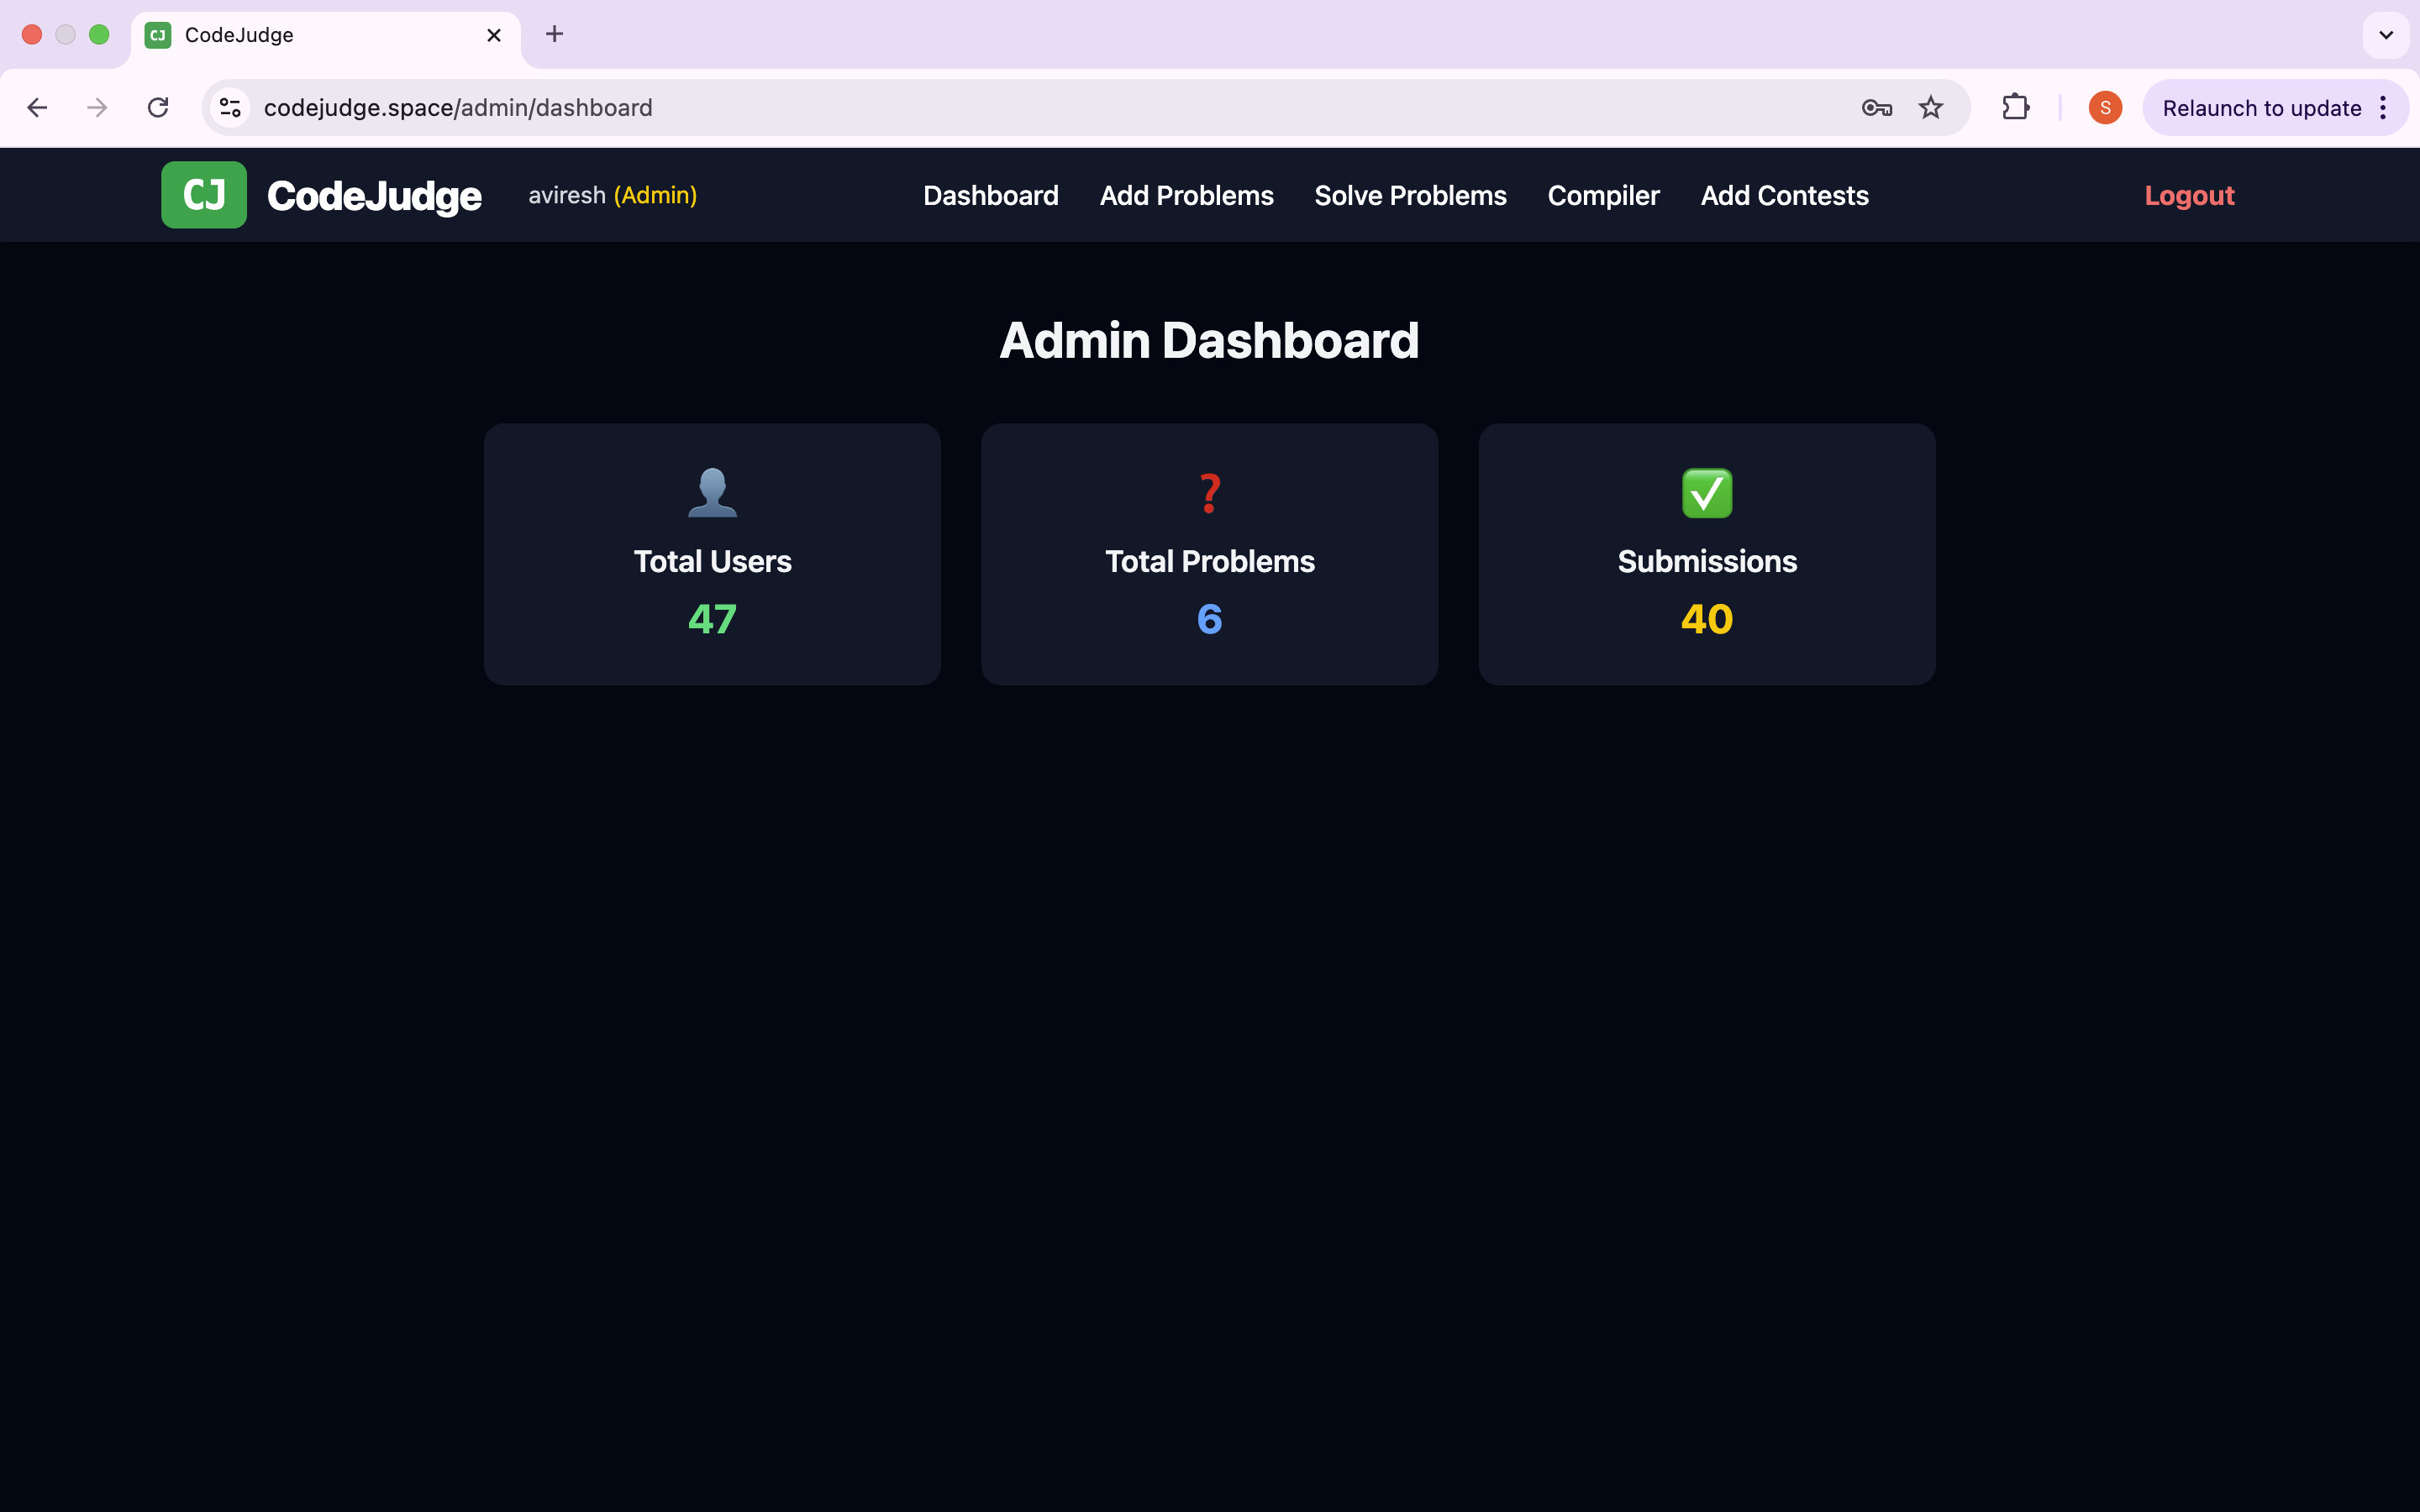 CJ CodeJudge
codejudge.space/admin/dashboard S Relaunch to update
CJ CodeJudge aviresh (Admin) Dashboard Add Problems Solve Problems Compiler Add Contests Logout
Admin Dashboard
Total Users
47
Total Problems
6
Submissions
40